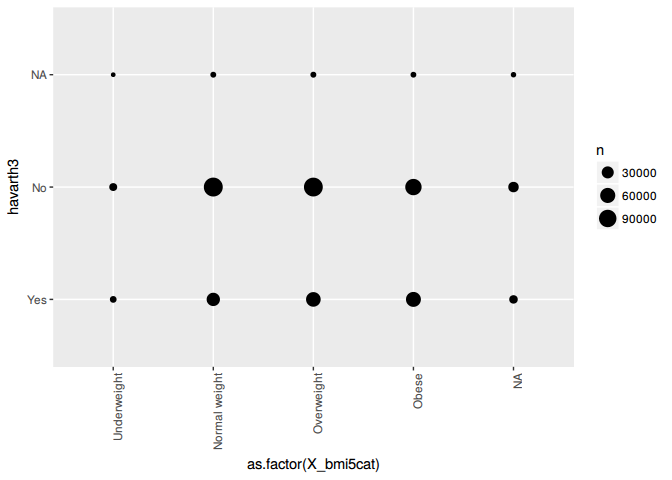 havarth3
NA
No
Yes
Underweight
Normal weight
Overweight
Obese
NA
as.factor(X_bmi5cat)
n
30000
60000
90000